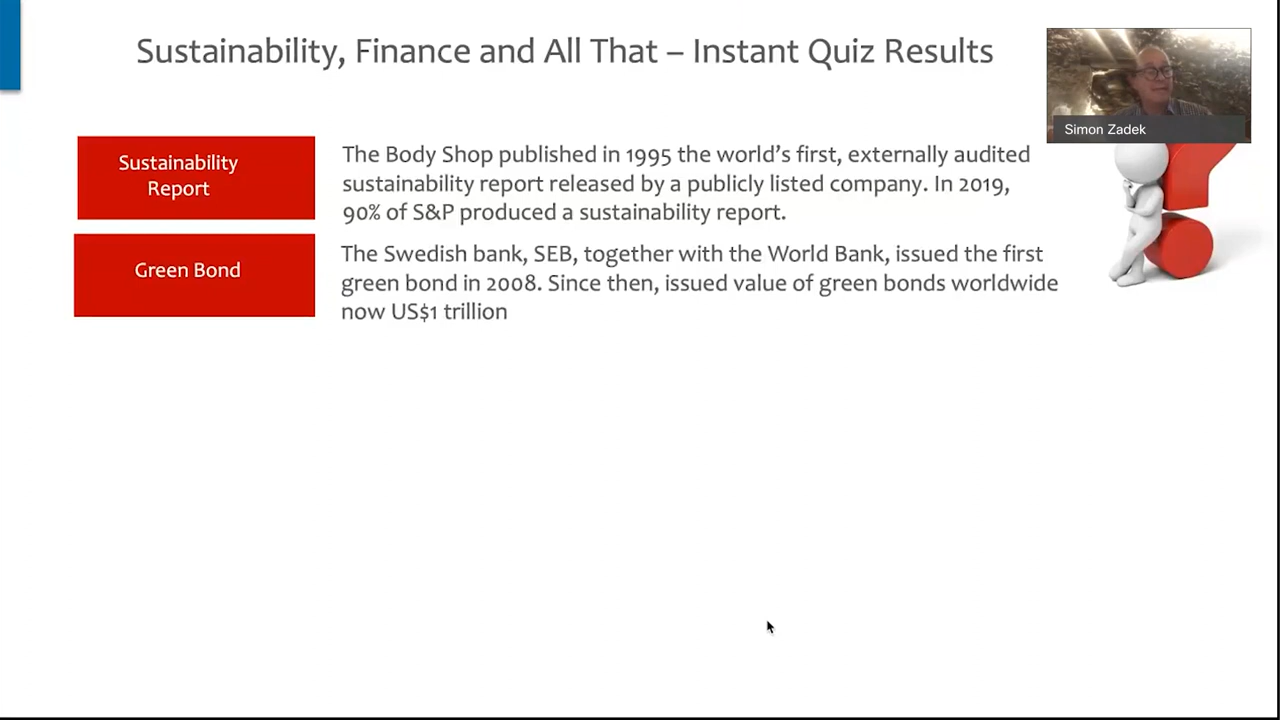 Sustainability, Finance and All That – Instant Quiz Results
Simon Zadek
Sustainability
Report
The Body Shop published in 1995 the world's first, externally audited
sustainability report released by a publicly listed company. In 2019,
90% of S&P produced a sustainability report.
Green Bond
The Swedish bank, SEB, together with the World Bank, issued the first
green bond in 2008. Since then, issued value of green bonds worldwide
now US$1 trillion